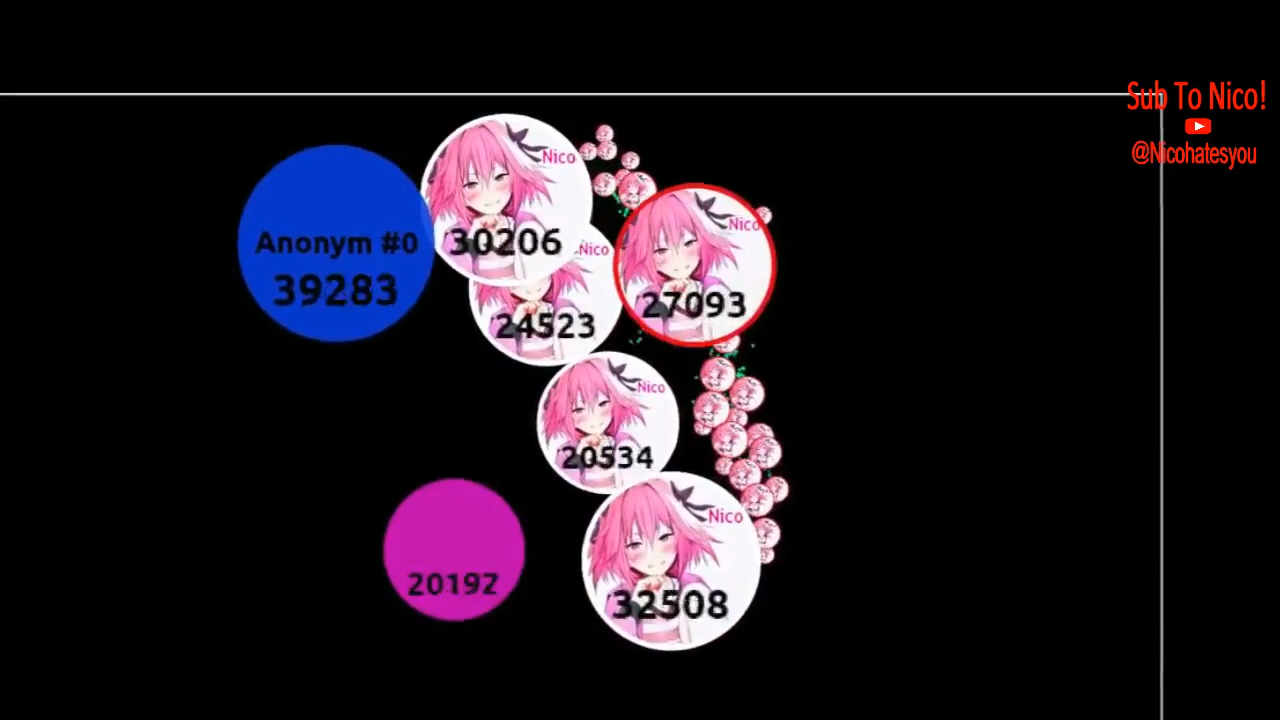 Sub To Nico!
@Nicohatesyou
Nico
30206
Anonym #0
39283
Nico
24523
Nico
27093
Nico
20534
Nico
32508
20192